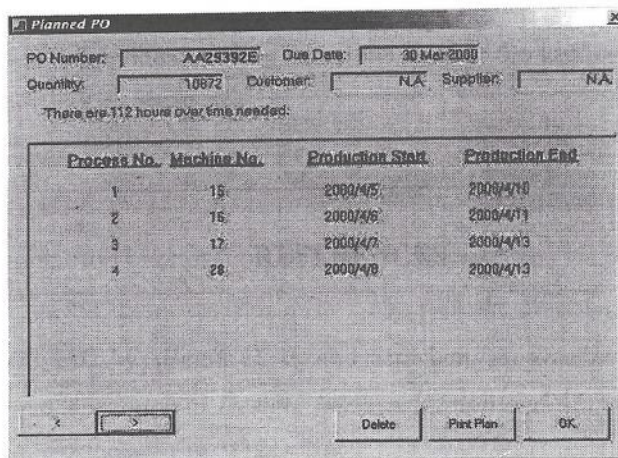 Planned PO
PO Number: AA29392E Due Date: 30 Mar 2000
Quantity: 10872 Customer: N.A. Supplier: N.A.
There are 112 hours over time needed.
Process No. Machine No. Production Start Production End
1 15 2000/4/5 2000/4/10
2 16 2000/4/6 2000/4/11
3 17 2000/4/7 2000/4/13
4 28 2000/4/8 2000/4/13
< > Delete Print Plan OK